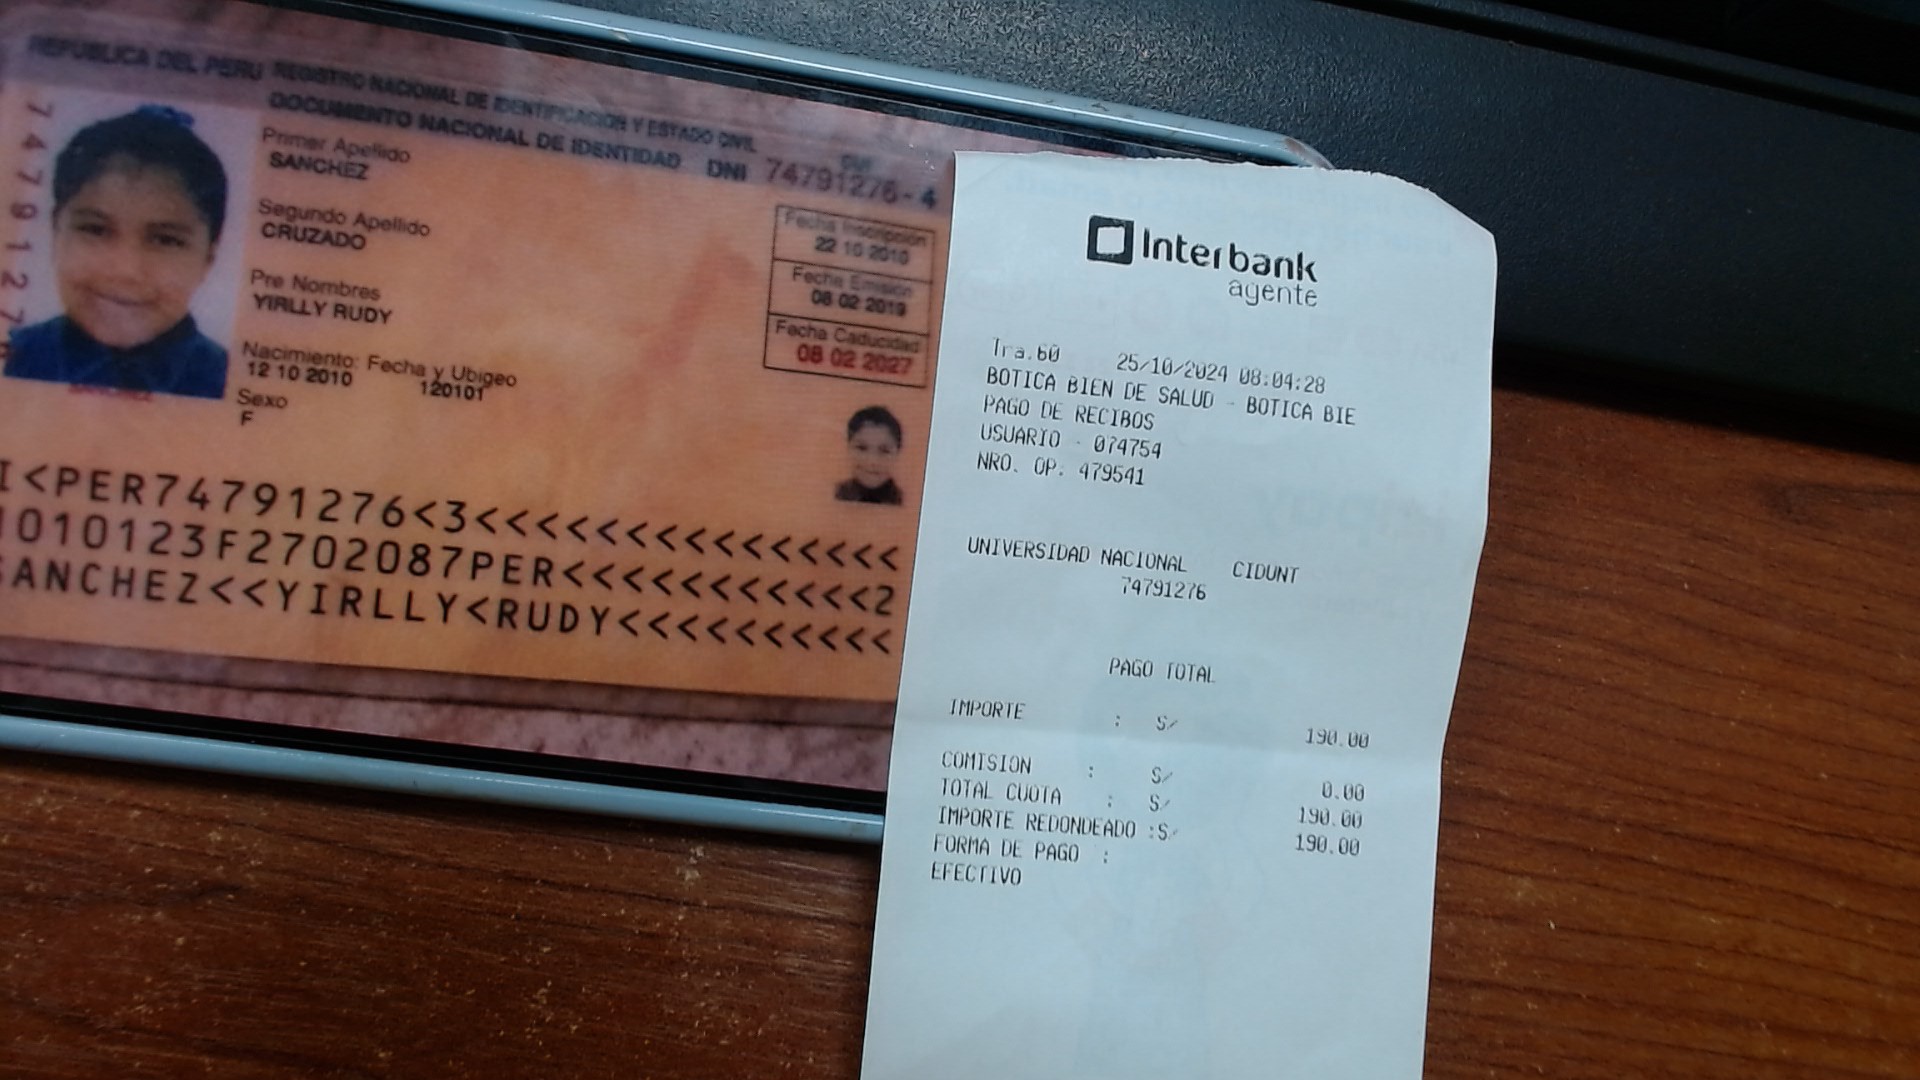 REPUBLICA DEL PERU REGISTRO NACIONAL DE IDENTIFICACION Y ESTADO CIVIL
DOCUMENTO NACIONAL DE IDENTIDAD DNI 74791276-4
CUI
Primer Apellido
SANCHEZ
Segundo Apellido
CRUZADO
Pre Nombres
YIRLLY RUDY
Nacimiento: Fecha y Ubigeo
12 10 2010 120101
Sexo
F
Fecha Inscripción
22 10 2010
Fecha Emisión
08 02 2019
Fecha Caducidad
08 02 2027
I<PER74791276<3<<<<<<<<<<<<<<<
1010123F2702087PER<<<<<<<<<<<2
SANCHEZ<<YIRLLY<RUDY<<<<<<<<<<
Interbank
agente
Tra.60 25/10/2024 08:04:28
BOTICA BIEN DE SALUD - BOTICA BIE
PAGO DE RECIBOS
USUARIO - 074754
NRO. OP. 479541
UNIVERSIDAD NACIONAL CIDUNT
74791276
PAGO TOTAL
IMPORTE : S/ 190.00
COMISION : S/ 0.00
TOTAL CUOTA : S/ 190.00
IMPORTE REDONDEADO :S/ 190.00
FORMA DE PAGO :
EFECTIVO